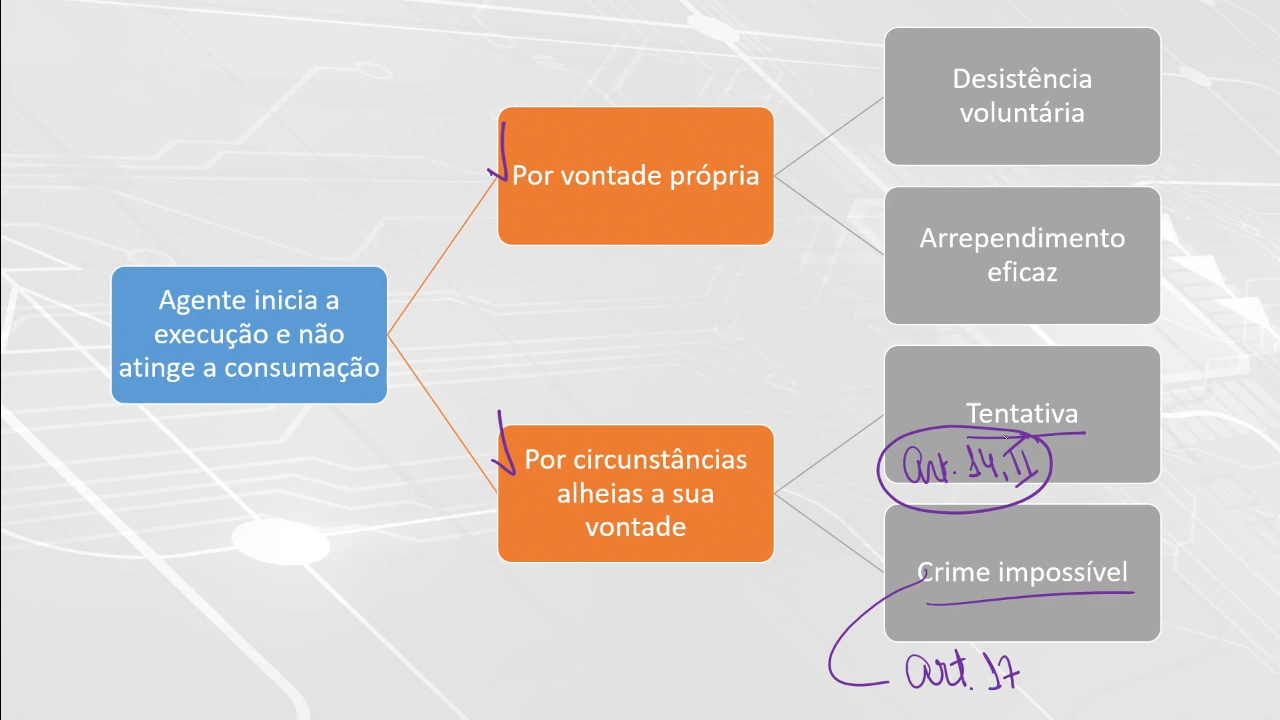 Agente inicia a
execução e não
atinge a consumação
Por vontade própria
Desistência
voluntária
Arrependimento
eficaz
Por circunstâncias
alheias a sua
vontade
Tentativa
art. 14, II
Crime impossível
art. 17